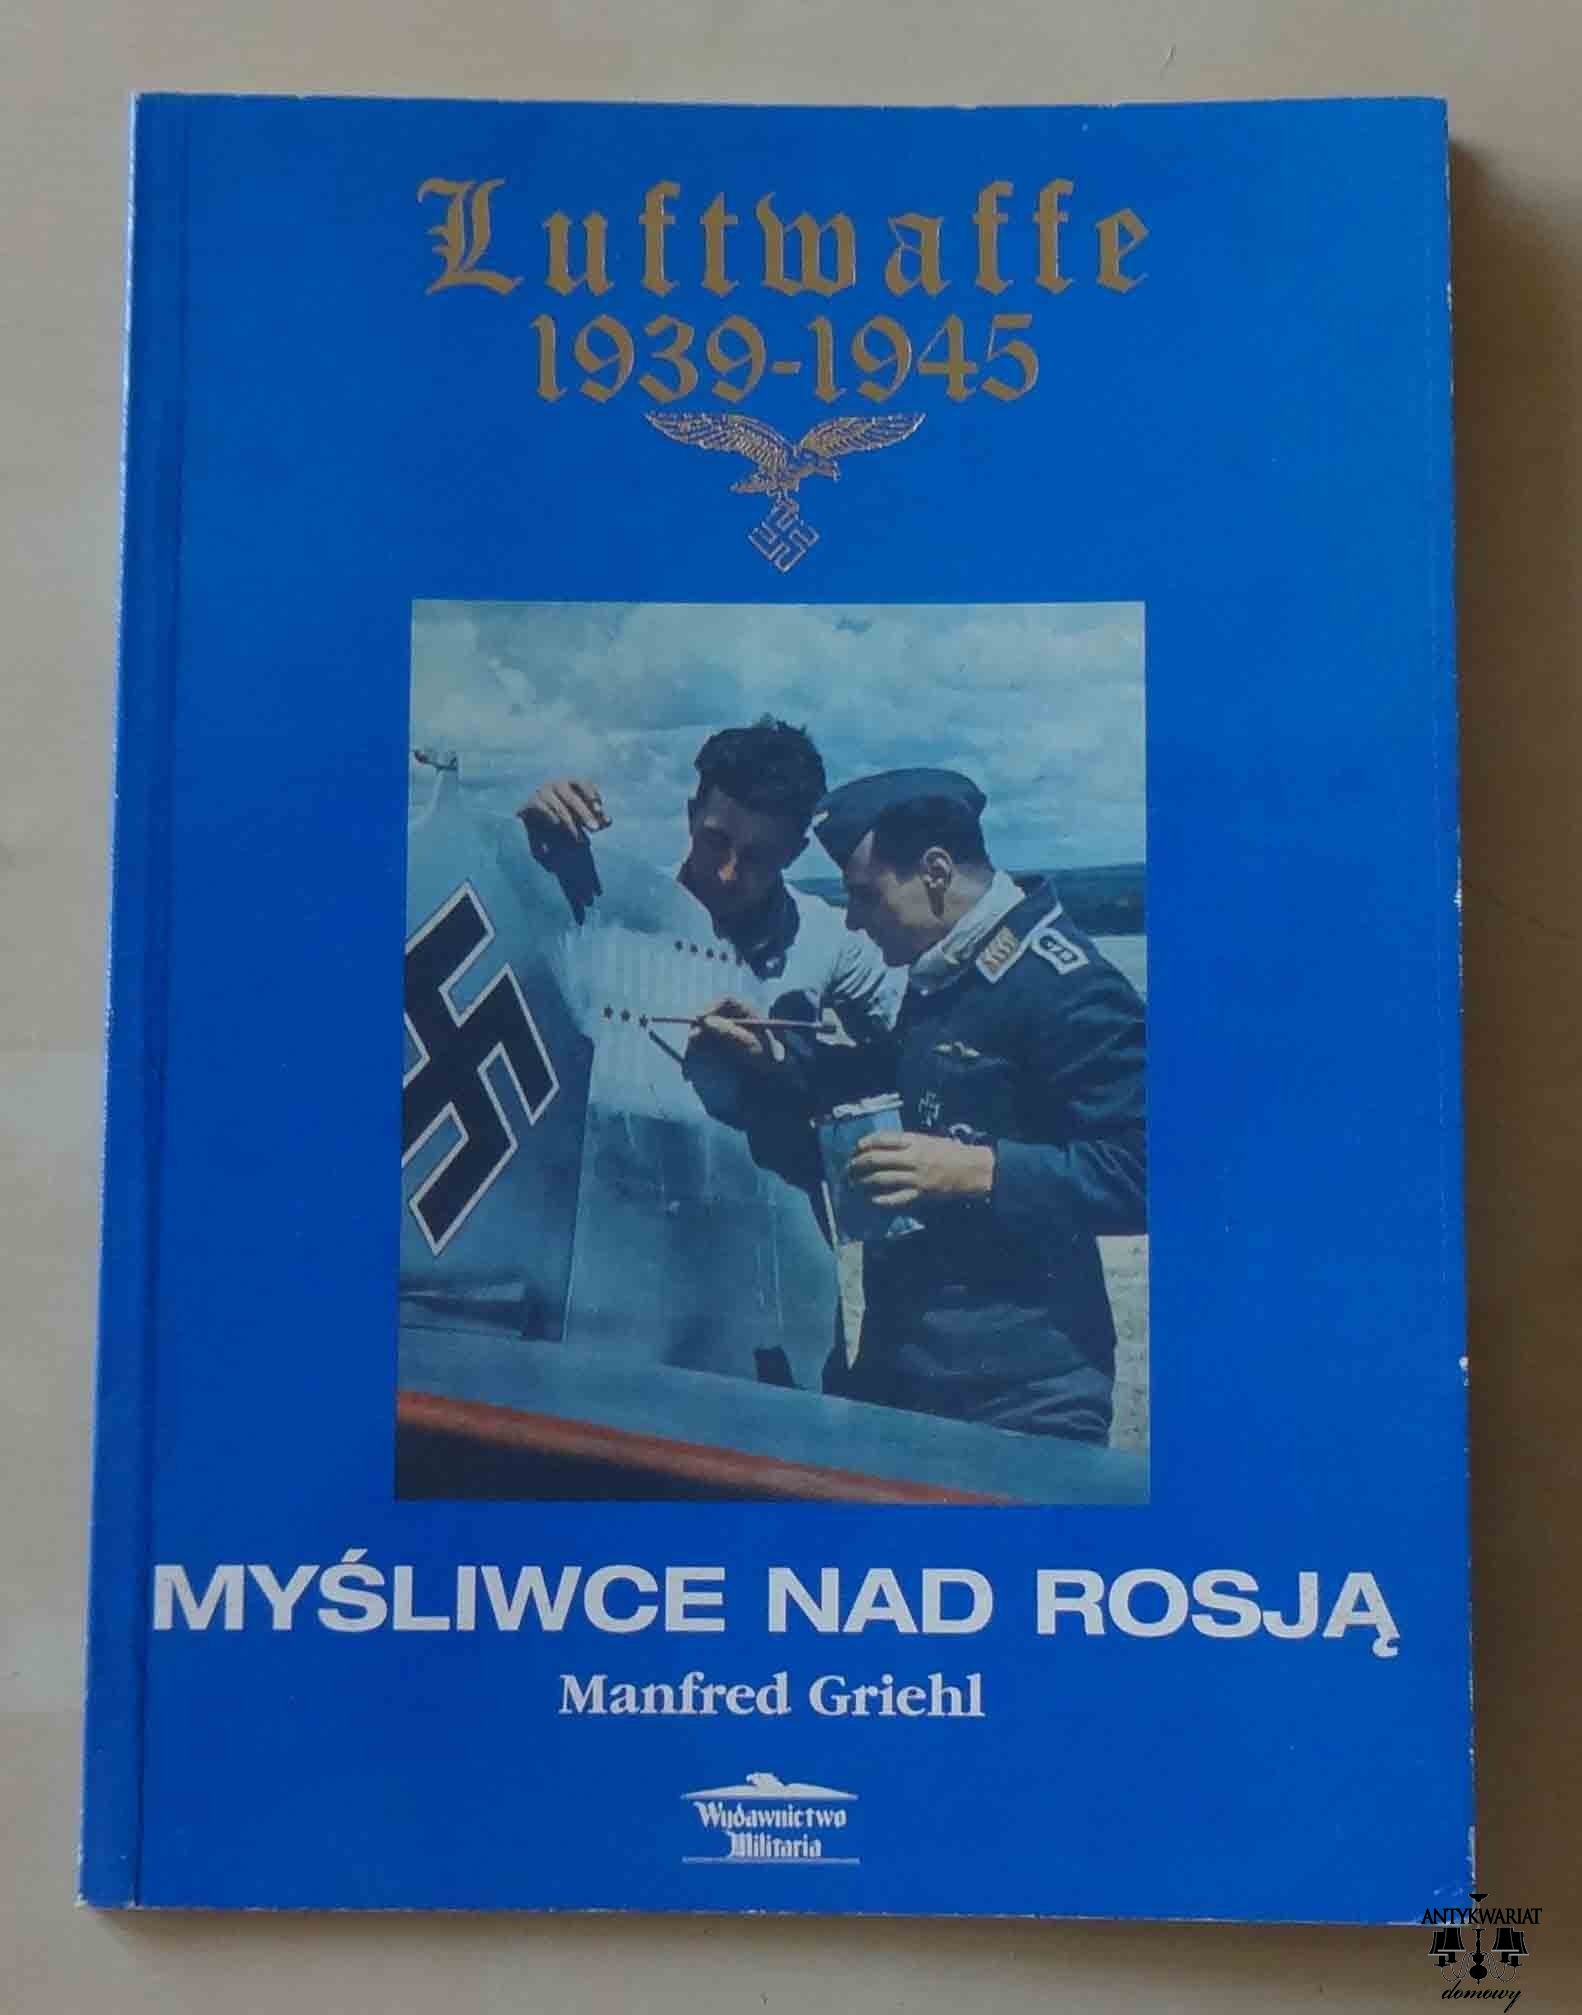 Luftwaffe
1939-1945
MYŚLIWCE NAD ROSJĄ
Manfred Griehl
Wydawnictwo
Militaria
ANTYKWARIAT
domowy